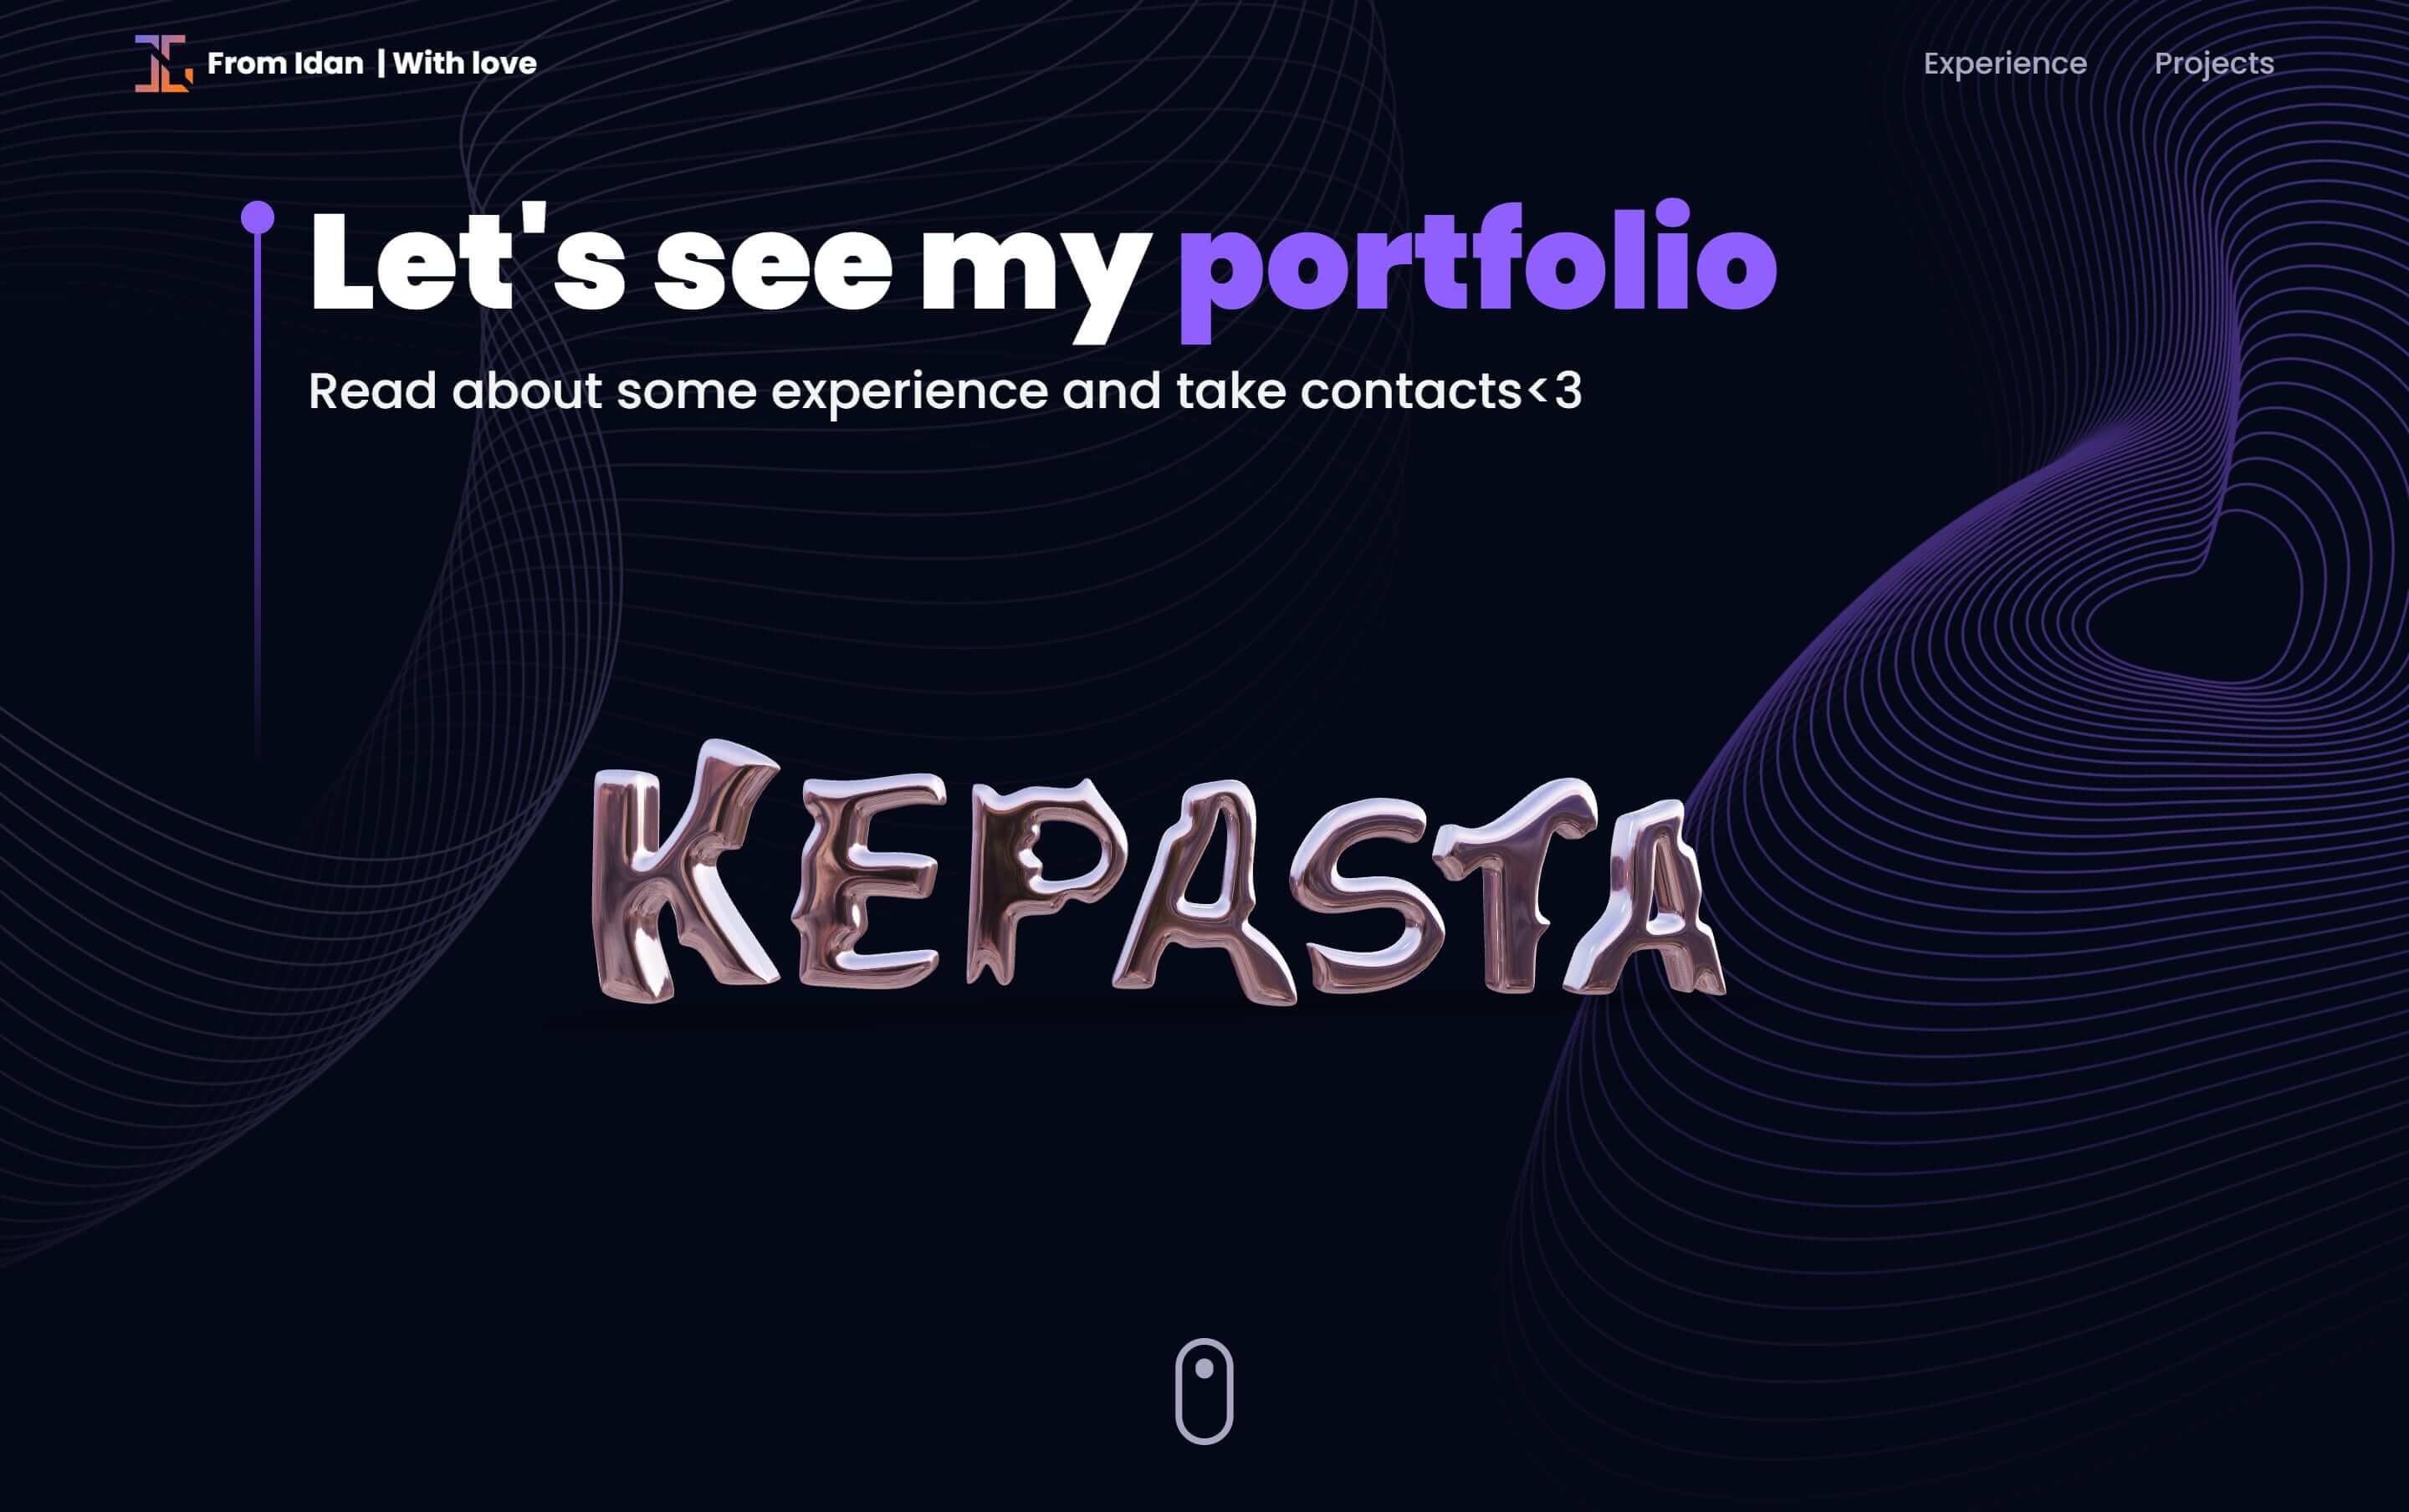 From Idan | With love
Experience
Projects
Let's see my portfolio
Read about some experience and take contacts<3
KEPASTA